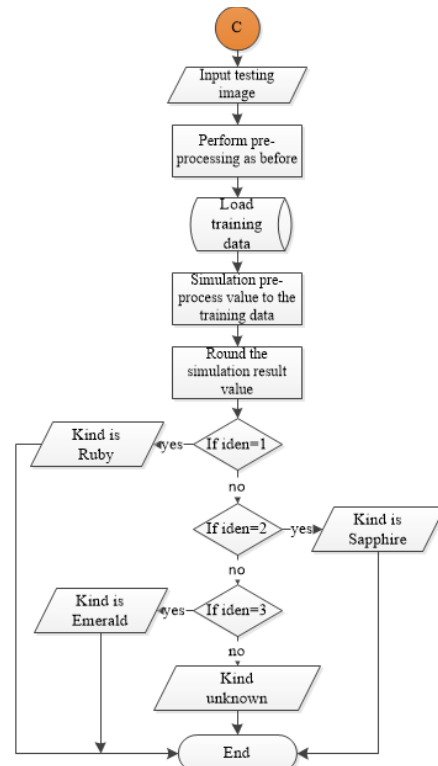 C
Input testing
image
Perform pre-
processing as before
Load
training
data
Simulation pre-
process value to the
training data
Round the
simulation result
value
If iden=1
yes
Kind is
Ruby
no
If iden=2
yes
Kind is
Sapphire
no
If iden=3
yes
Kind is
Emerald
no
Kind
unknown
End